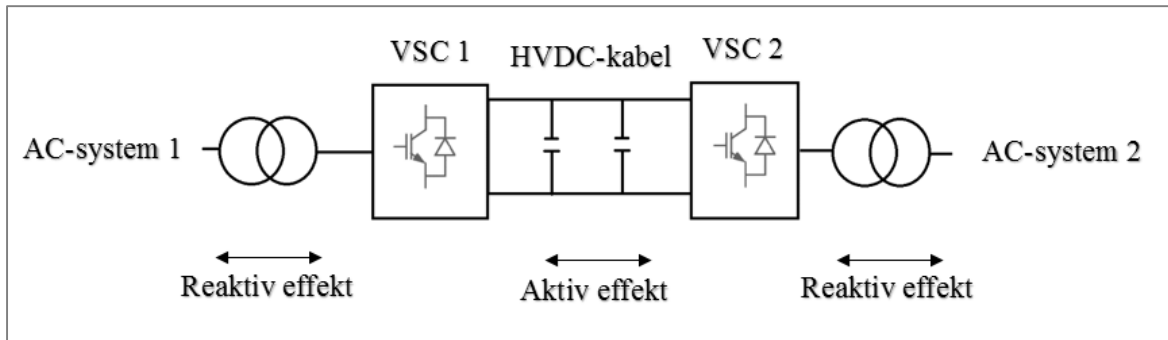 VSC 1
HVDC-kabel
VSC 2
AC-system 1
AC-system 2
Reaktiv effekt
Aktiv effekt
Reaktiv effekt